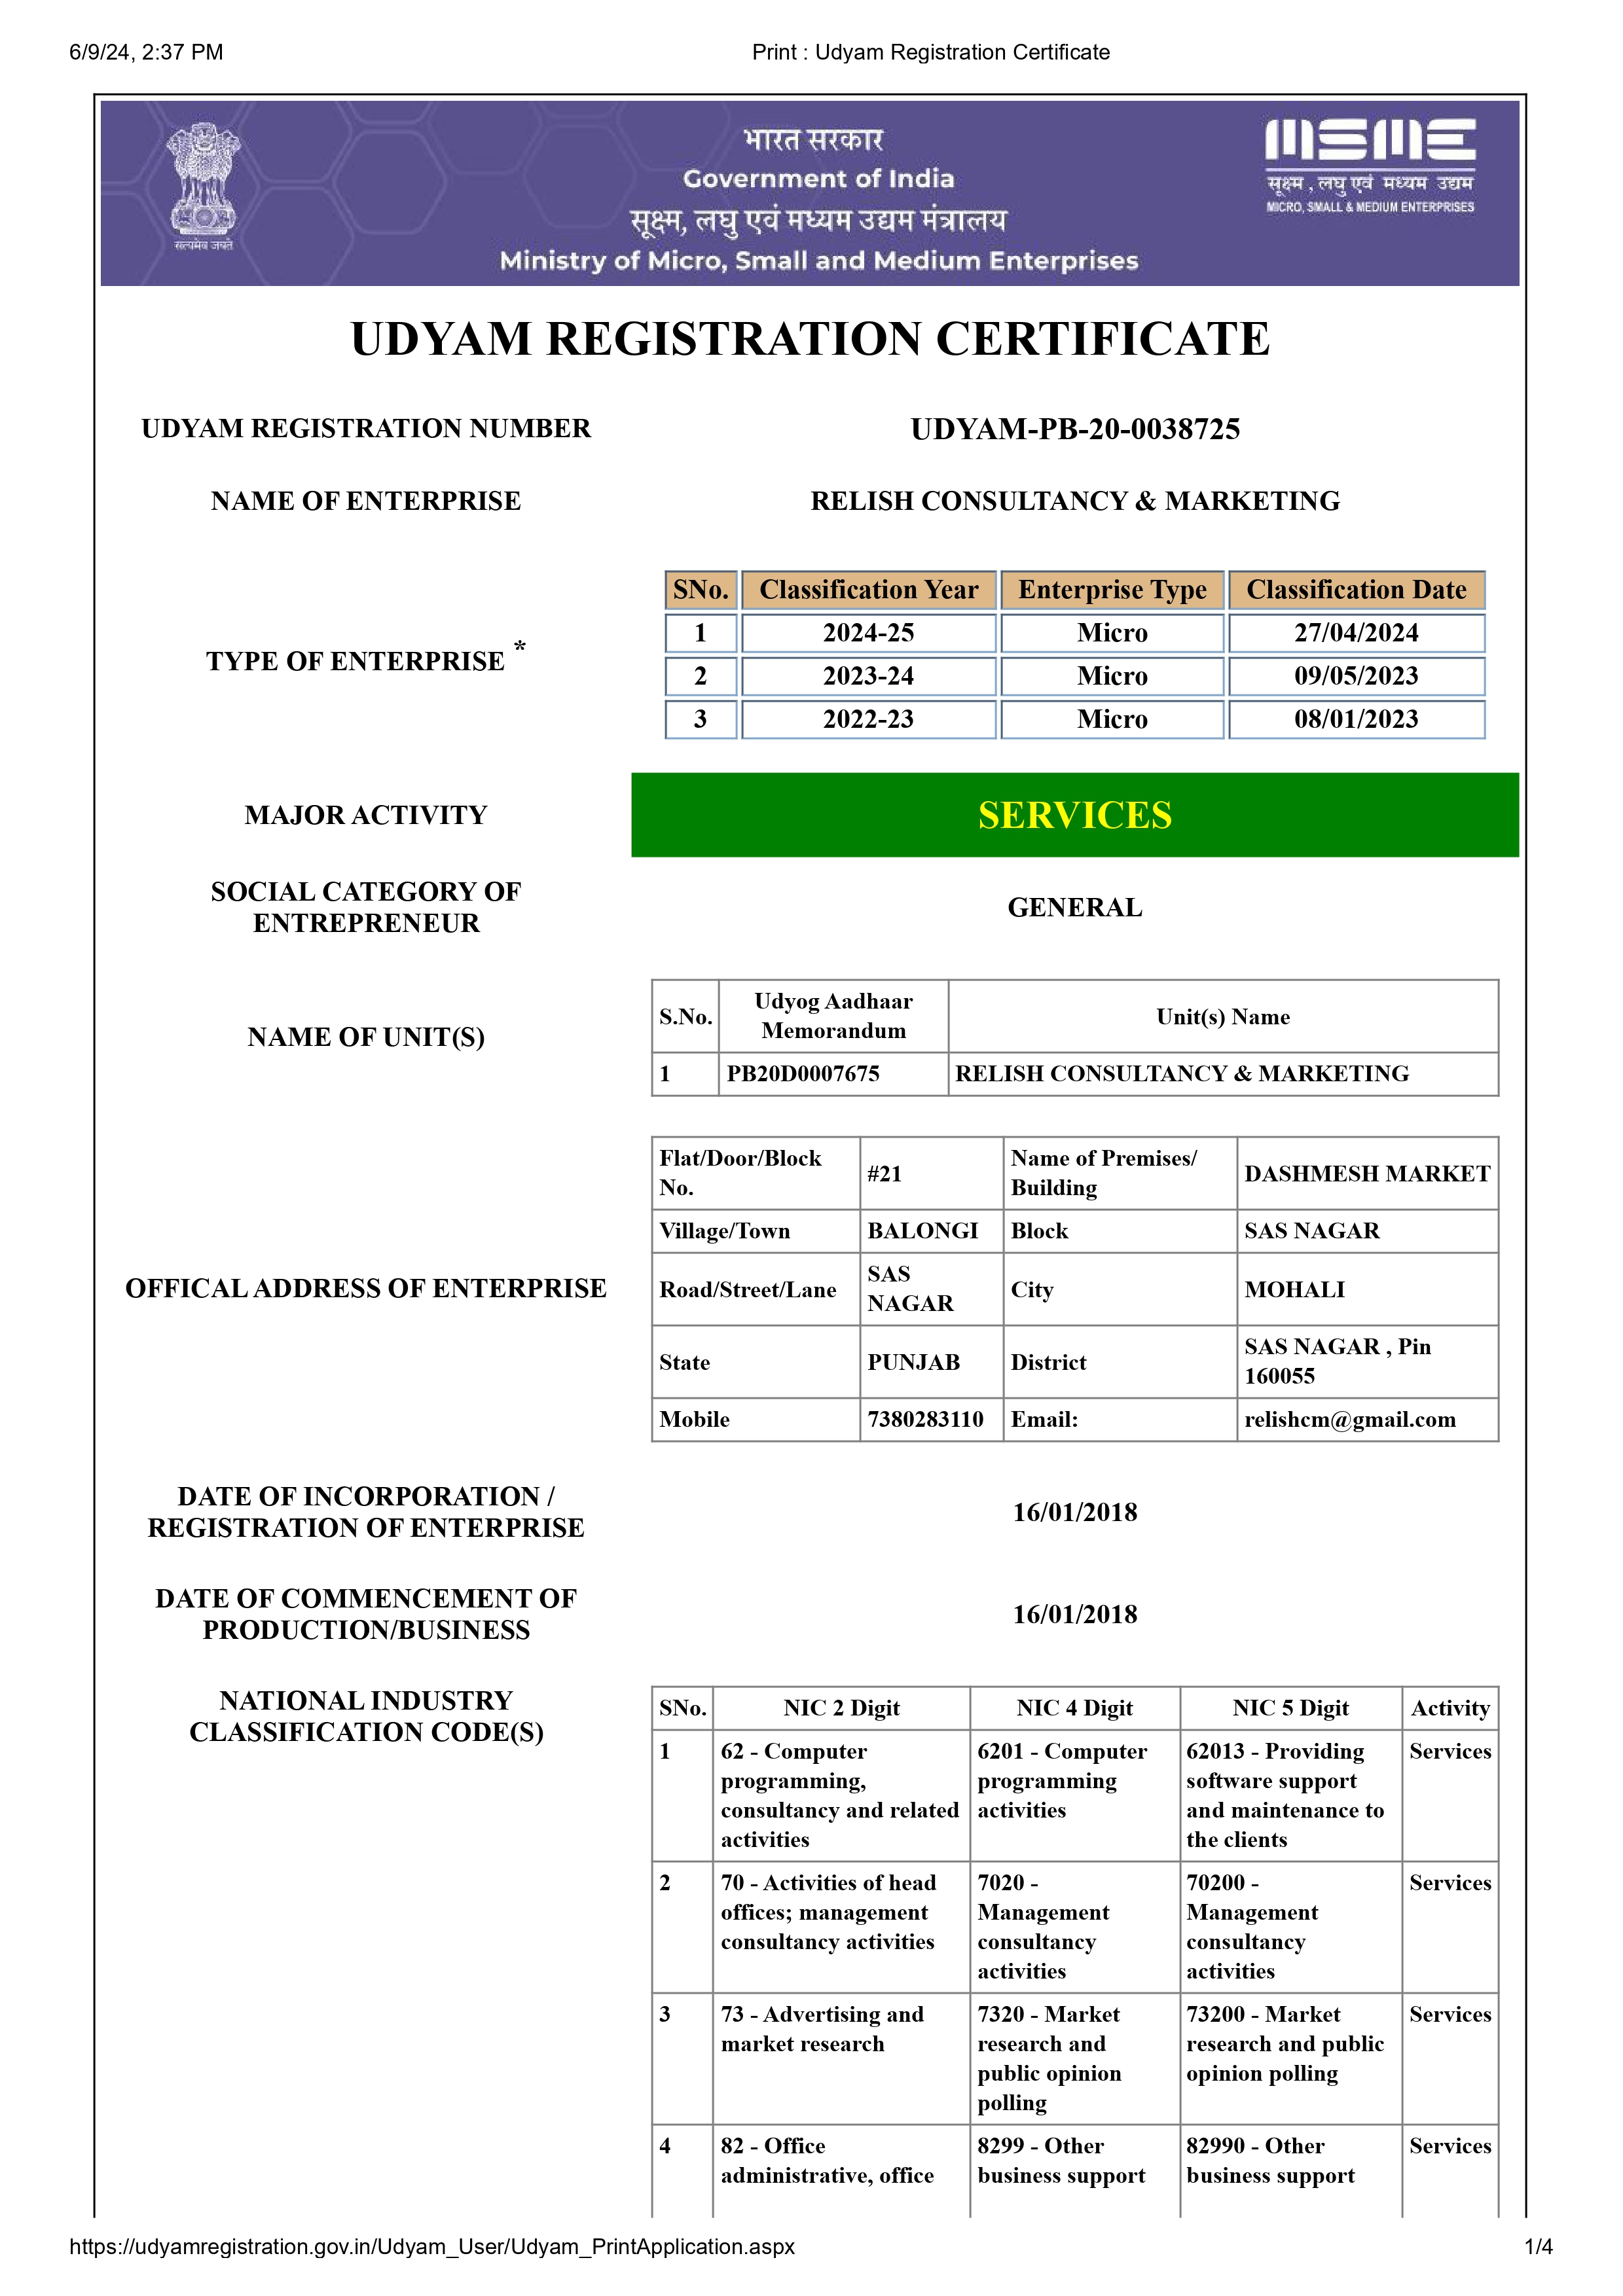 6/9/24, 2:37 PM
Print : Udyam Registration Certificate
सत्यमेव जयते
भारत सरकार
Government of India
सूक्ष्म, लघु एवं मध्यम उद्यम मंत्रालय
Ministry of Micro, Small and Medium Enterprises
MSME
सूक्ष्म , लघु एवं मध्यम उद्यम
MICRO, SMALL & MEDIUM ENTERPRISES
UDYAM REGISTRATION CERTIFICATE
UDYAM REGISTRATION NUMBER
UDYAM-PB-20-0038725
NAME OF ENTERPRISE
RELISH CONSULTANCY & MARKETING
TYPE OF ENTERPRISE *
SNo. Classification Year Enterprise Type Classification Date
1 2024-25 Micro 27/04/2024
2 2023-24 Micro 09/05/2023
3 2022-23 Micro 08/01/2023
MAJOR ACTIVITY
SERVICES
SOCIAL CATEGORY OF
ENTREPRENEUR
GENERAL
NAME OF UNIT(S)
S.No. Udyog Aadhaar
Memorandum Unit(s) Name
1 PB20D0007675 RELISH CONSULTANCY & MARKETING
OFFICAL ADDRESS OF ENTERPRISE
Flat/Door/Block
No.
#21
Name of Premises/
Building
DASHMESH MARKET
Village/Town BALONGI Block SAS NAGAR
Road/Street/Lane
SAS
NAGAR
City MOHALI
State PUNJAB District
SAS NAGAR , Pin
160055
Mobile 7380283110 Email: relishcm@gmail.com
DATE OF INCORPORATION /
REGISTRATION OF ENTERPRISE
16/01/2018
DATE OF COMMENCEMENT OF
PRODUCTION/BUSINESS
16/01/2018
NATIONAL INDUSTRY
CLASSIFICATION CODE(S)
SNo. NIC 2 Digit NIC 4 Digit NIC 5 Digit Activity
1
62 - Computer
programming,
consultancy and related
activities
6201 - Computer
programming
activities
62013 - Providing
software support
and maintenance to
the clients
Services
2
70 - Activities of head
offices; management
consultancy activities
7020 -
Management
consultancy
activities
70200 -
Management
consultancy
activities
Services
3
73 - Advertising and
market research
7320 - Market
research and
public opinion
polling
73200 - Market
research and public
opinion polling
Services
4
82 - Office
administrative, office
8299 - Other
business support
82990 - Other
business support
Services
https://udyamregistration.gov.in/Udyam_User/Udyam_PrintApplication.aspx
1/4